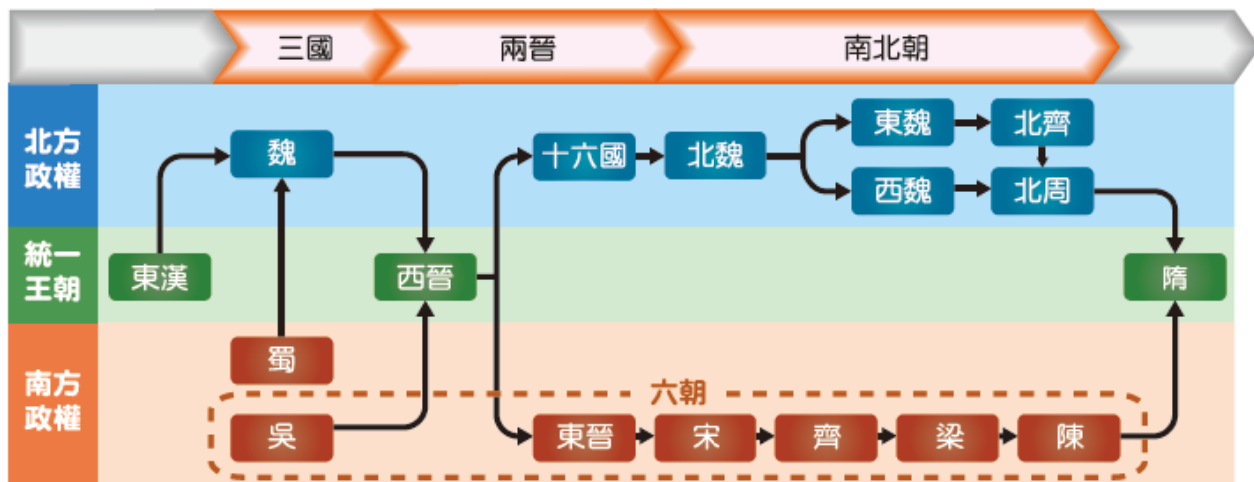 三國
兩晉
南北朝
北方
政權
魏
十六國
北魏
東魏
北齊
西魏
北周
統一
王朝
東漢
西晉
隋
南方
政權
蜀
六朝
吳
東晉
宋
齊
梁
陳